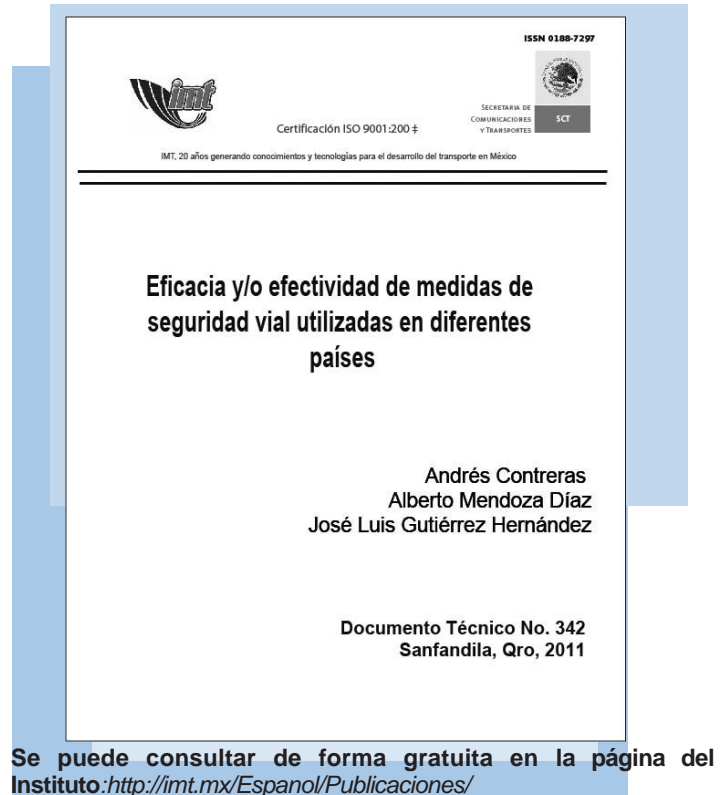 ISSN 0188-7297
imt
SECRETARIA DE
COMUNICACIONES
Y TRANSPORTES
SCT
Certificación ISO 9001:200 ‡
IMT, 20 años generando conocimientos y tecnologías para el desarrollo del transporte en México
Eficacia y/o efectividad de medidas de
seguridad vial utilizadas en diferentes
países
Andrés Contreras
Alberto Mendoza Díaz
José Luis Gutiérrez Hernández
Documento Técnico No. 342
Sanfandila, Qro, 2011
Se puede consultar de forma gratuita en la página del
Instituto:http://imt.mx/Espanol/Publicaciones/